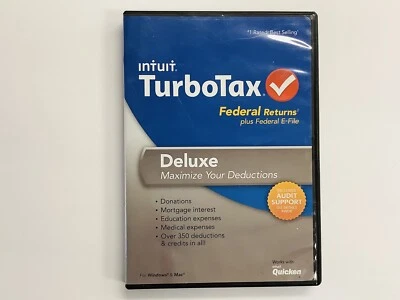 #1 Rated, Best Selling
intuit.
TurboTax
Federal Returns
plus Federal E-File
Deluxe
Maximize Your Deductions
• Donations
• Mortgage interest
• Education expenses
• Medical expenses
• Over 350 deductions
& credits in all!
INCLUDES
AUDIT
SUPPORT
For Windows & Mac
Works with
Quicken